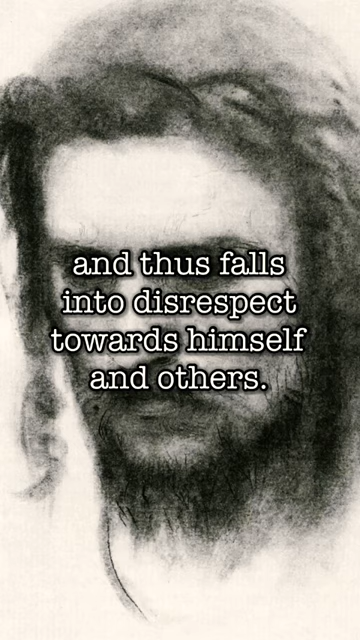 and thus falls
into disrespect
towards himself
and others.